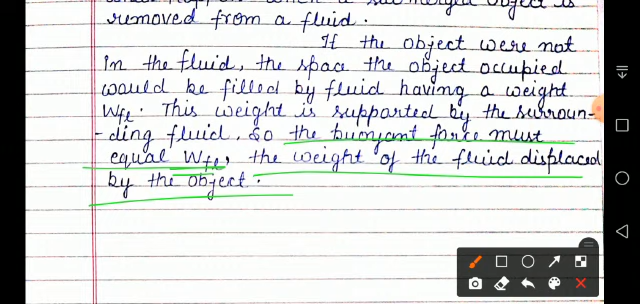 removed from a fluid.
If the object were not
in the fluid, the space the object occupied
would be filled by fluid having a weight
Wfl. This weight is supported by the surroun-
-ding fluid, so the buoyant force must
equal Wfl, the weight of the fluid displaced
by the object.